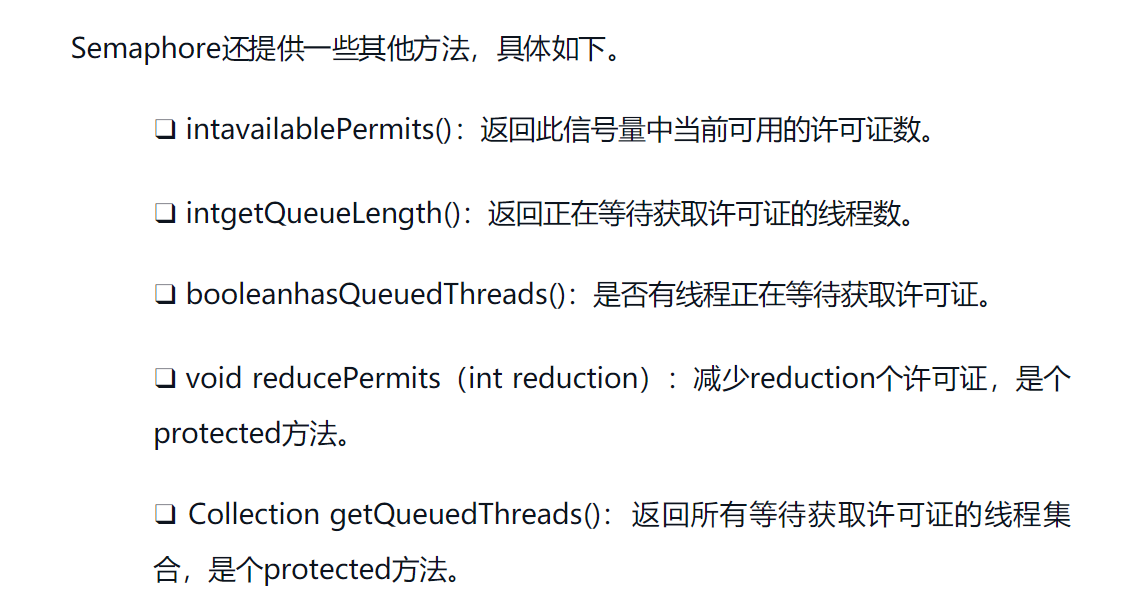 Semaphore还提供一些其他方法，具体如下。
❏ intavailablePermits()：返回此信号量中当前可用的许可证数。
❏ intgetQueueLength()：返回正在等待获取许可证的线程数。
❏ booleanhasQueuedThreads()：是否有线程正在等待获取许可证。
❏ void reducePermits（int reduction）：减少reduction个许可证，是个
protected方法。
❏ Collection getQueuedThreads()：返回所有等待获取许可证的线程集
合，是个protected方法。